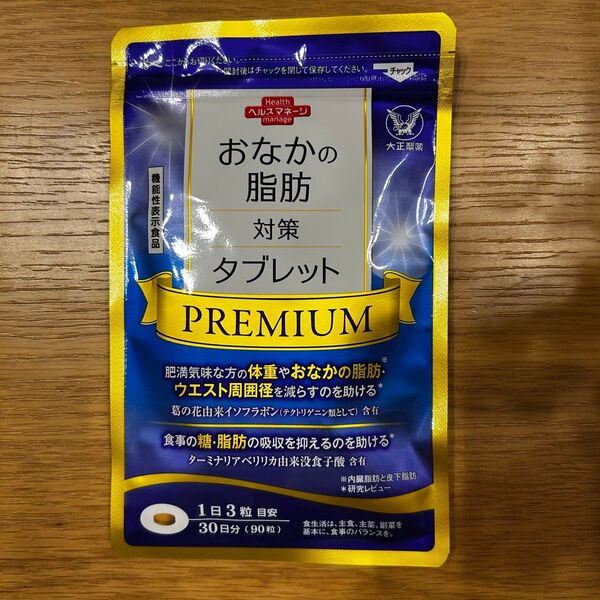 ここからお切りください。
開封後はチャックを閉じて保存してください。
チャック
Health
ヘルスマネージ
manage
大正製薬
おなかの
脂肪
対策
タブレット
機能性表示食品
PREMIUM
肥満気味な方の体重やおなかの脂肪※・
ウエスト周囲径を減らすのを助ける*
葛の花由来イソフラボン(テクトリゲニン類として)含有
食事の糖・脂肪の吸収を抑えるのを助ける*
ターミナリアベリリカ由来没食子酸 含有
※内臓脂肪と皮下脂肪
*研究レビュー
1日3粒 目安
30日分(90粒)
食生活は、主食、主菜、副菜を
基本に、食事のバランスを。